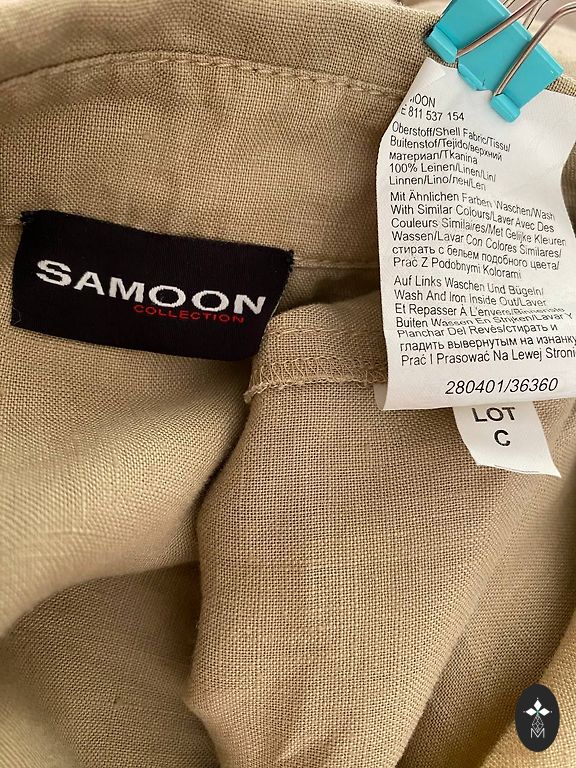 SAMOON
COLLECTION
MOON
E 811 537 154
Oberstoff/Shell Fabric/Tissu/
Buitenstof/Tejido/верхний
материал/Tkanina
100% Leinen/Linen/Lin/
Linnen/Lino/лен/Len
Mit Ähnlichen Farben Waschen/Wash
With Similar Colours/Laver Avec Des
Couleurs Similaires/Met Gelijke Kleuren
Wassen/Lavar Con Colores Similares/
стирать с бельем подобного цвета/
Prać Z Podobnymi Kolorami
Auf Links Waschen Und Bügeln/
Wash And Iron Inside Out/Laver
Et Repasser À L'envers/Binnenste
Buiten Wassen En Strijken/Lavar Y
Planchar Del Revés/стирать и
гладить вывернутым на изнанку
Prać I Prasować Na Lewej Stroni
280401/36360
LOT
C
M